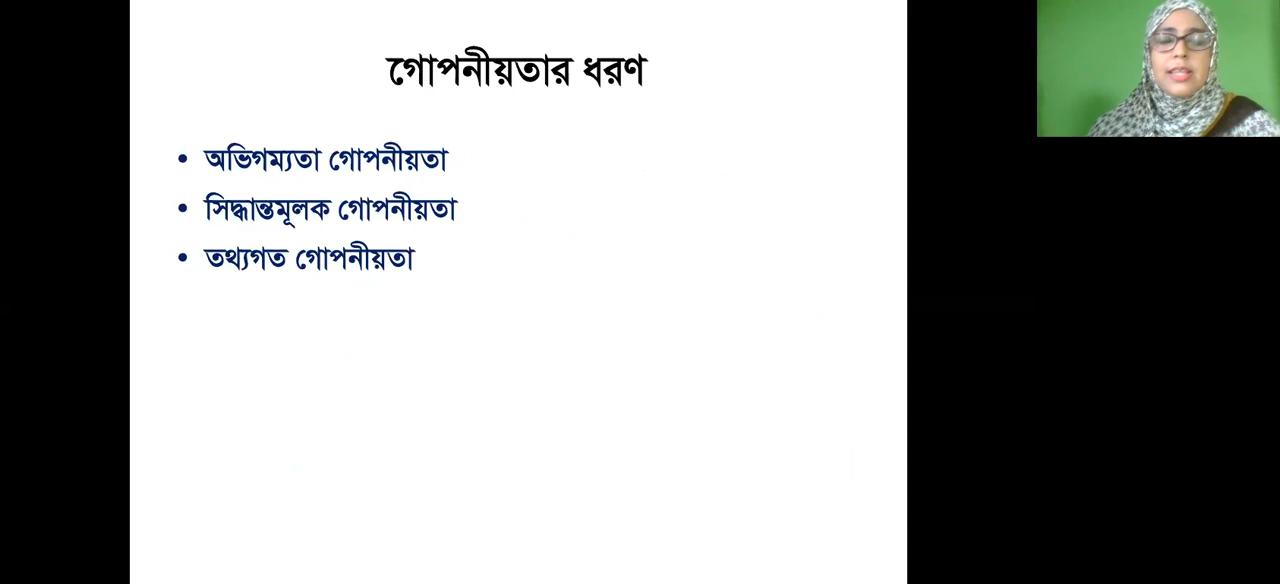 গোপনীয়তার ধরণ
• অভিগম্যতা গোপনীয়তা
• সিদ্ধান্তমূলক গোপনীয়তা
• তথ্যগত গোপনীয়তা